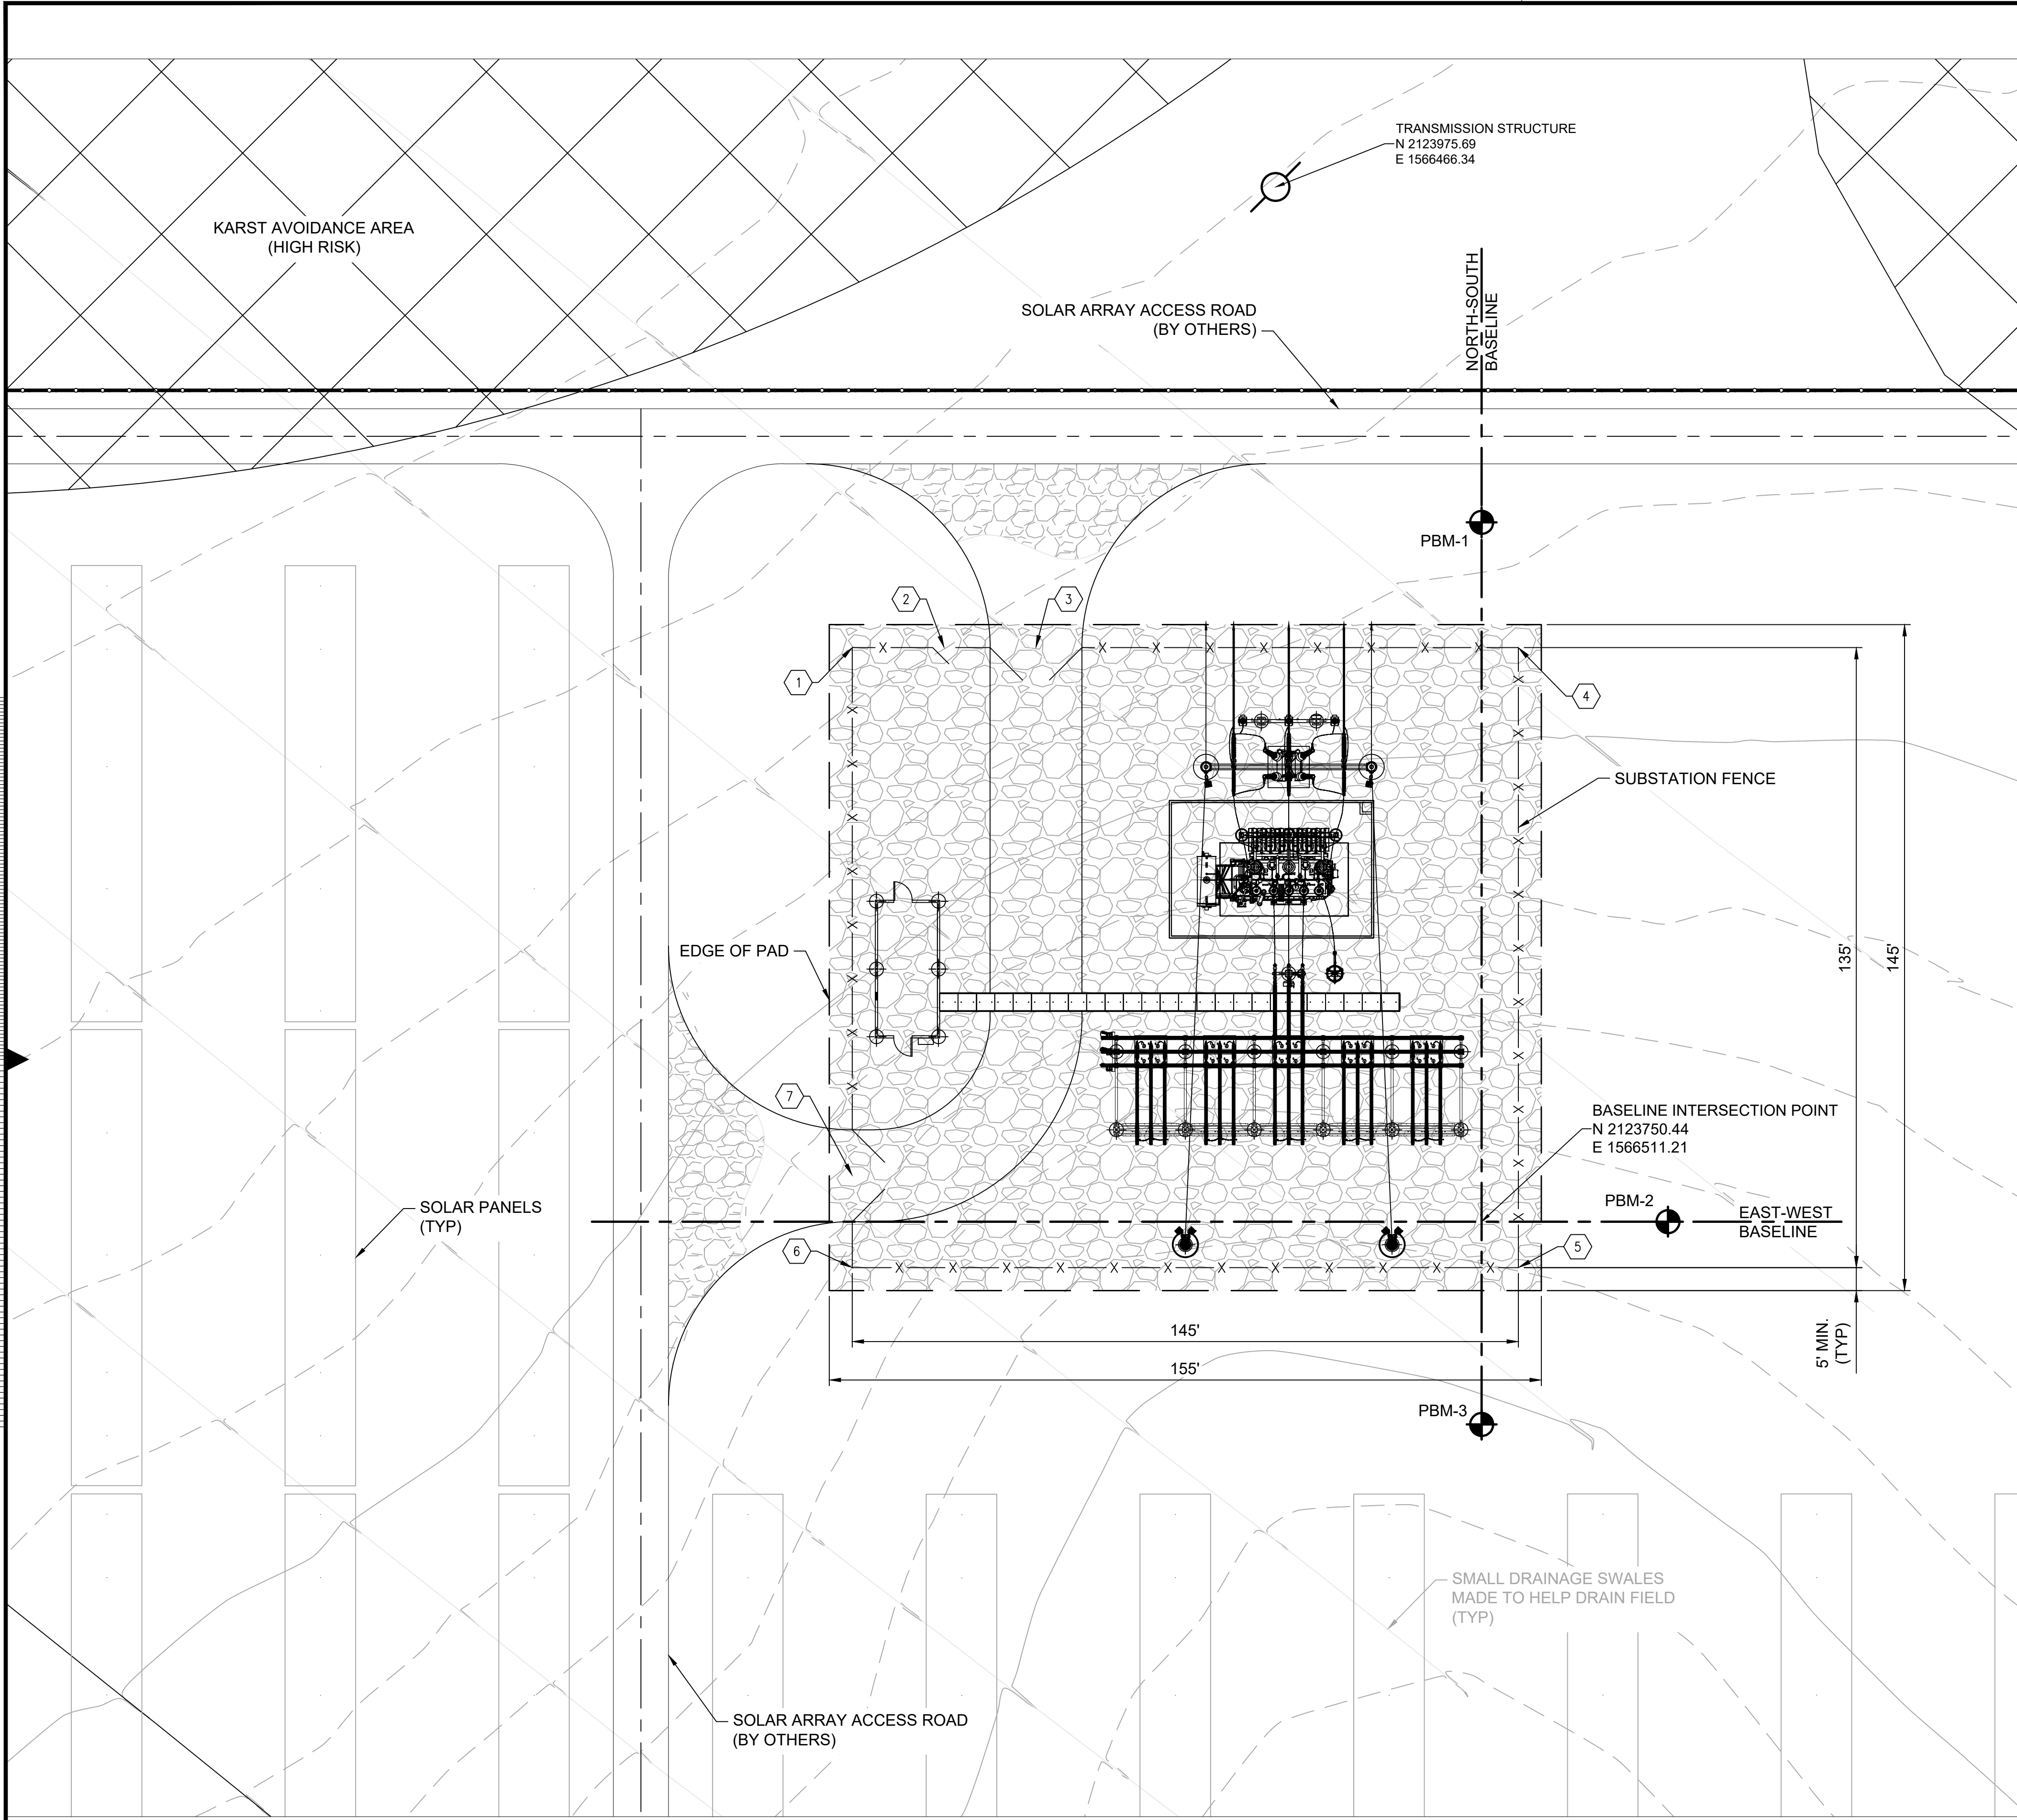 TRANSMISSION STRUCTURE
N 2123975.69
E 1566466.34
KARST AVOIDANCE AREA
(HIGH RISK)
NORTH-SOUTH
BASELINE
SOLAR ARRAY ACCESS ROAD
(BY OTHERS)
PBM-1
2
3
1
4
SUBSTATION FENCE
EDGE OF PAD
135'
145'
7
BASELINE INTERSECTION POINT
N 2123750.44
E 1566511.21
SOLAR PANELS
(TYP)
PBM-2
EAST-WEST
BASELINE
6
5
145'
155'
5' MIN.
(TYP)
PBM-3
SMALL DRAINAGE SWALES
MADE TO HELP DRAIN FIELD
(TYP)
SOLAR ARRAY ACCESS ROAD
(BY OTHERS)